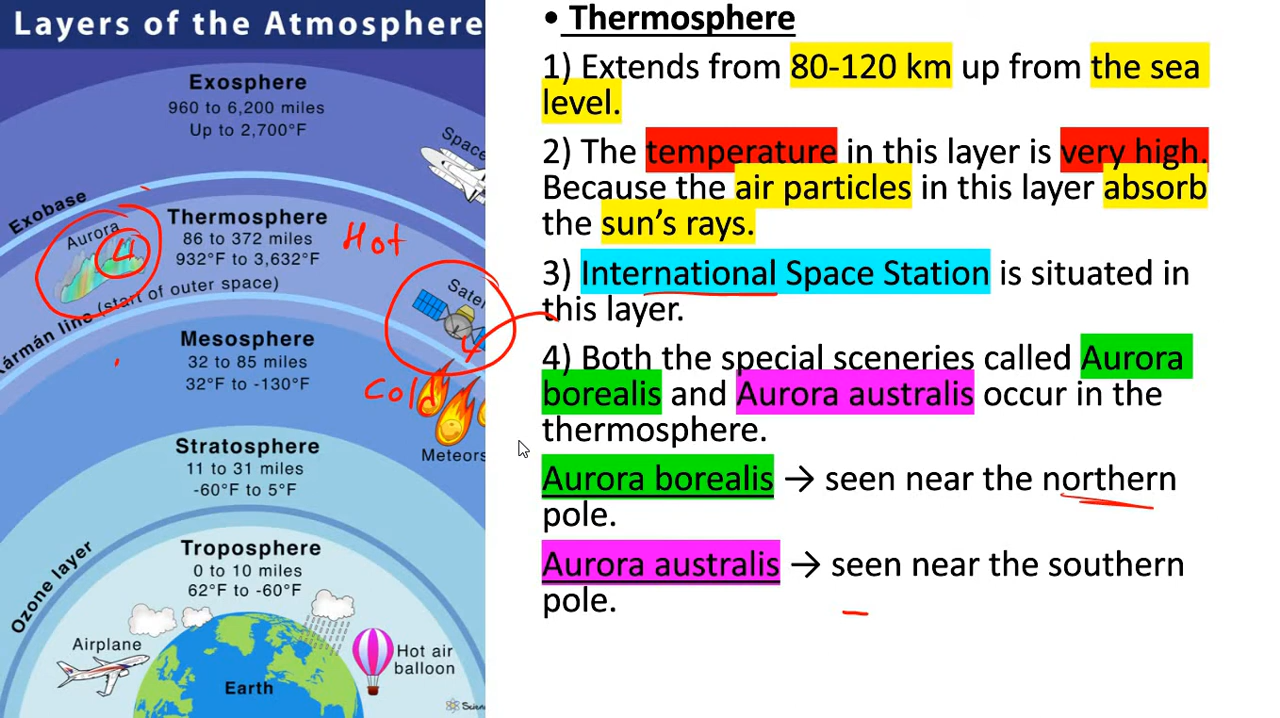 Layers of the Atmosphere
Exosphere
960 to 6,200 miles
Up to 2,700°F
Space
Exobase
Thermosphere
86 to 372 miles
932°F to 3,632°F
Hot
Aurora
4
(start of outer space)
Mesosphere
32 to 85 miles
32°F to -130°F
Cold
Meteors
Stratosphere
11 to 31 miles
-60°F to 5°F
Ozone layer
Troposphere
0 to 10 miles
62°F to -60°F
Airplane
Hot air
balloon
Earth
• Thermosphere
1) Extends from 80-120 km up from the sea
level.
2) The temperature in this layer is very high.
Because the air particles in this layer absorb
the sun’s rays.
3) International Space Station is situated in
this layer.
4) Both the special sceneries called Aurora
borealis and Aurora australis occur in the
thermosphere.
Aurora borealis → seen near the northern
pole.
Aurora australis → seen near the southern
pole.